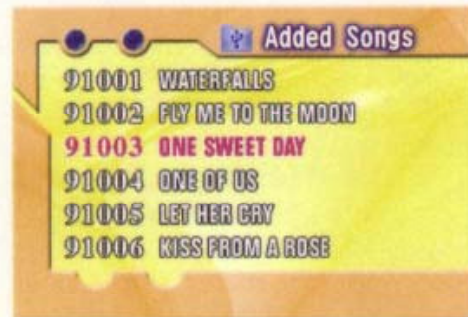 Added Songs
91001 WATERFALLS
91002 FLY ME TO THE MOON
91003 ONE SWEET DAY
91004 ONE OF US
91005 LET HER CRY
91006 KISS FROM A ROSE